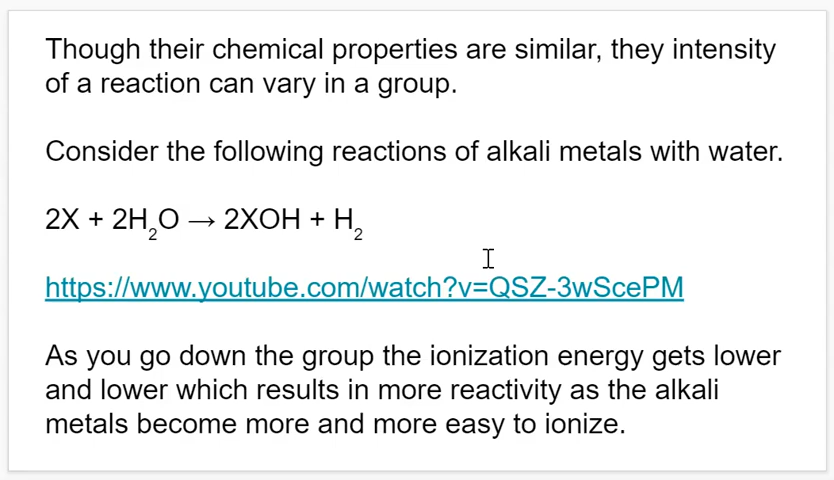 Though their chemical properties are similar, they intensity
of a reaction can vary in a group.
Consider the following reactions of alkali metals with water.
2X + 2H₂O → 2XOH + H₂
https://www.youtube.com/watch?v=QSZ-3wScePM
As you go down the group the ionization energy gets lower
and lower which results in more reactivity as the alkali
metals become more and more easy to ionize.